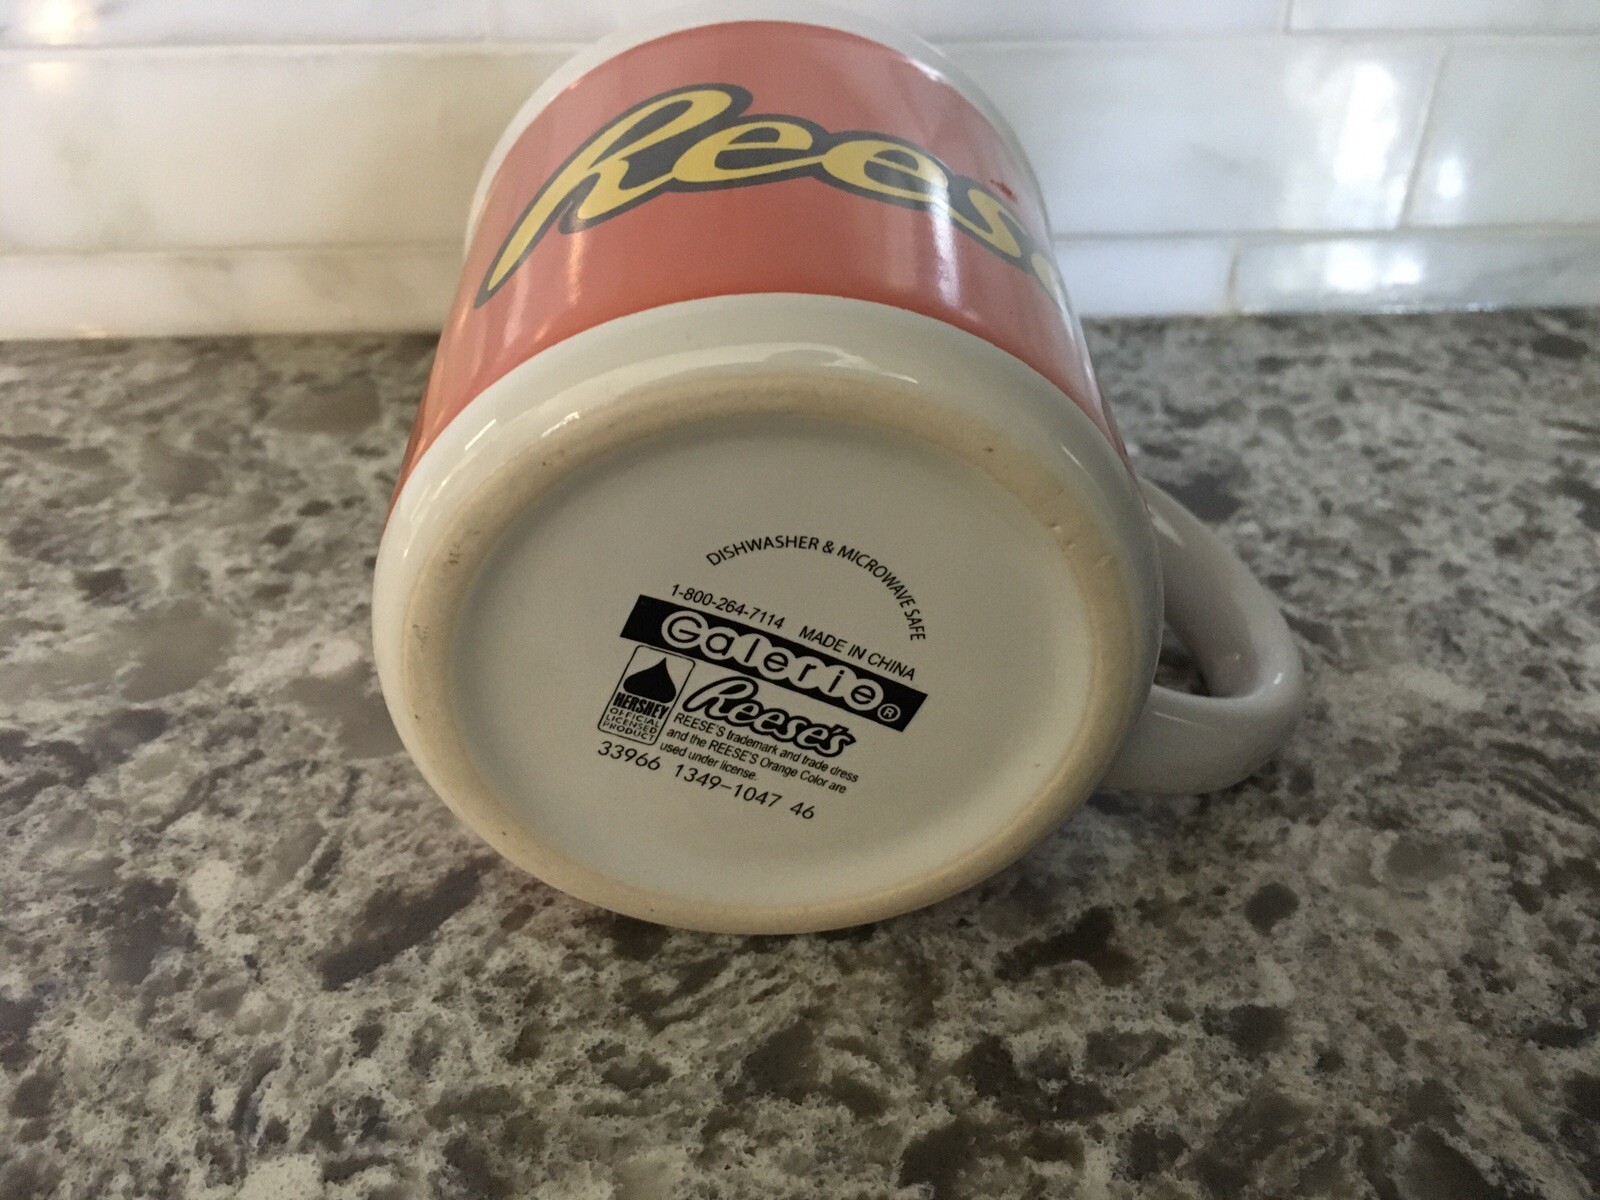 Reese
DISHWASHER & MICROWAVE SAFE
1-800-264-7114 MADE IN CHINA
Galerie®
HERSHEY
OFFICIAL
LICENSED
PRODUCT
Reese's
REESE'S trademark and trade dress
and the REESE'S Orange Color are
used under license.
33966 1349-1047 46